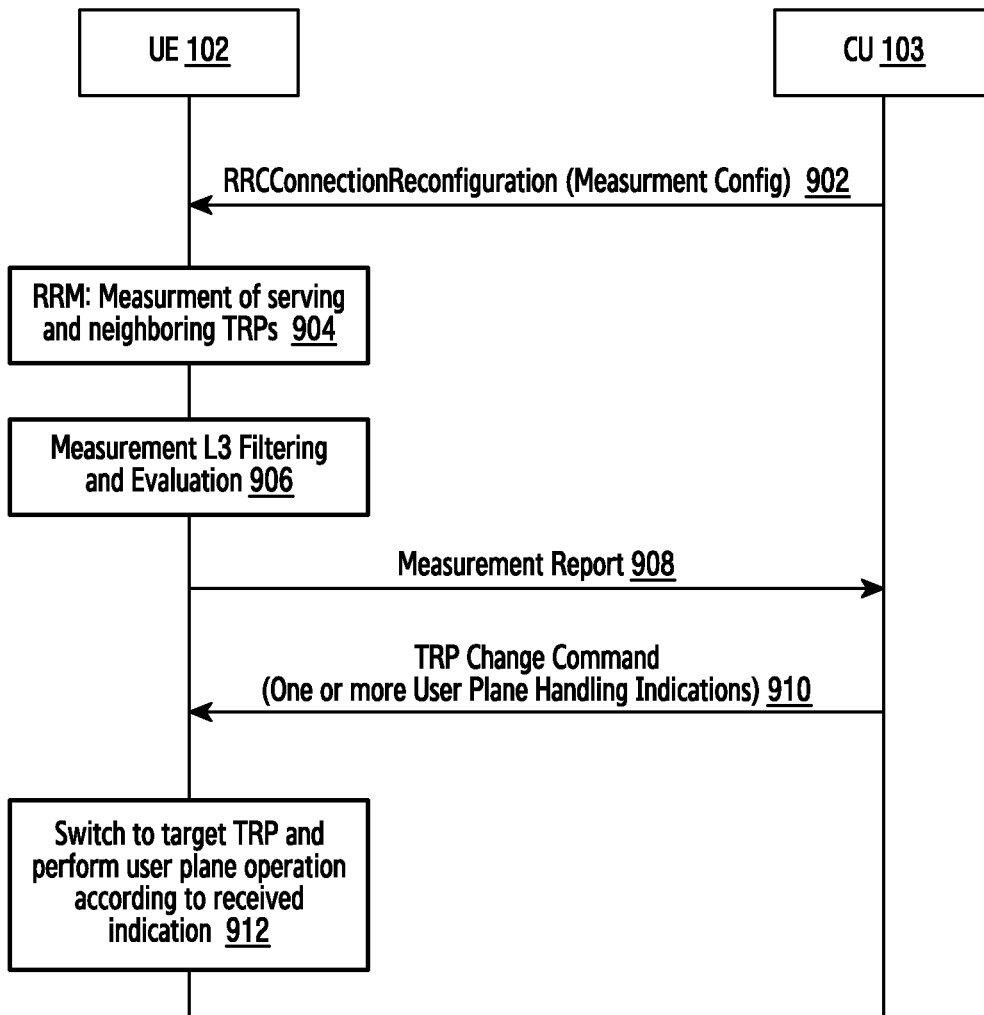 UE 102
CU 103
RRCConnectionReconfiguration (Measurment Config) 902
RRM: Measurment of serving
and neighboring TRPs 904
Measurement L3 Filtering
and Evaluation 906
Measurement Report 908
TRP Change Command
(One or more User Plane Handling Indications) 910
Switch to target TRP and
perform user plane operation
according to received
indication 912